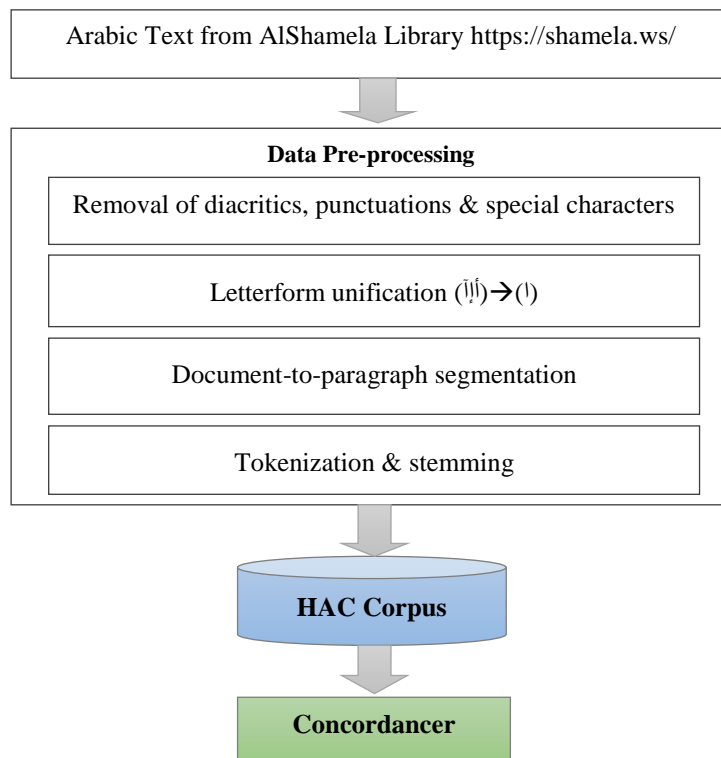 Arabic Text from AlShamela Library https://shamela.ws/
Data Pre-processing
Removal of diacritics, punctuations & special characters
Letterform unification (أإآ)→(ا)
Document-to-paragraph segmentation
Tokenization & stemming
HAC Corpus
Concordancer